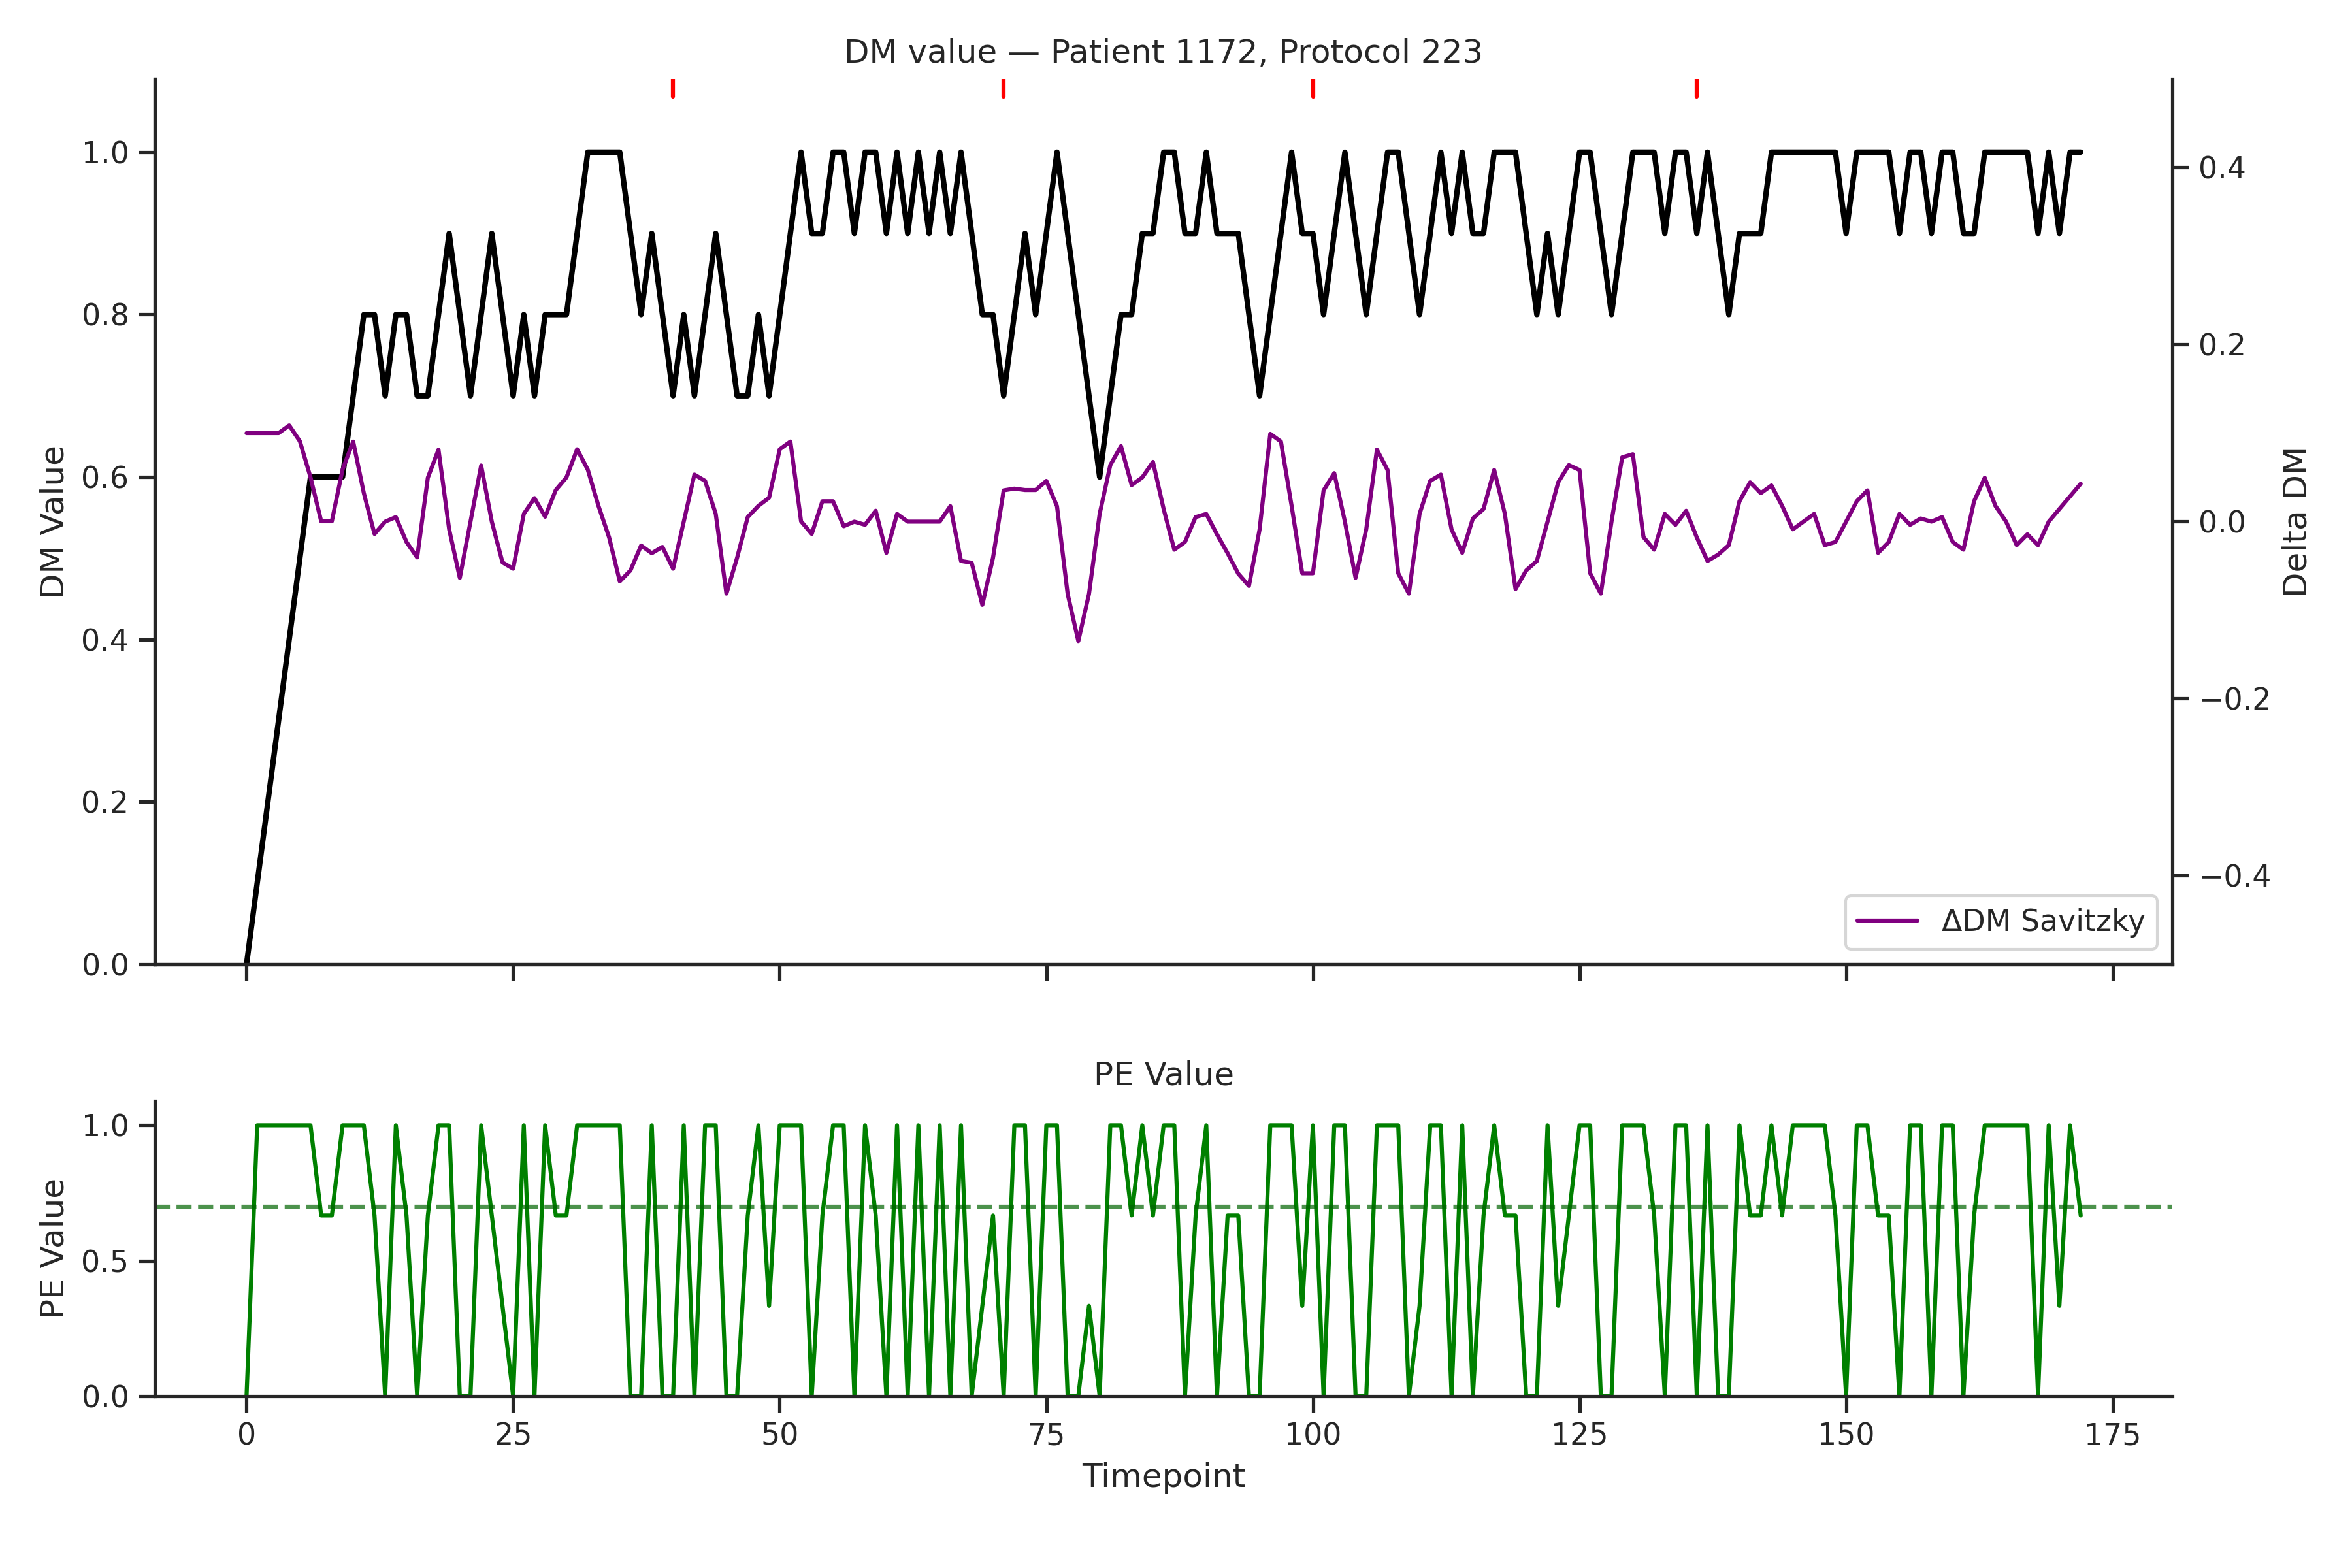 DM value — Patient 1172, Protocol 223
1.0
0.8
0.6
0.4
0.2
0.0
DM Value
0.4
0.2
0.0
−0.2
−0.4
Delta DM
ΔDM Savitzky
PE Value
1.0
0.5
0.0
PE Value
0 25 50 75 100 125 150 175
Timepoint